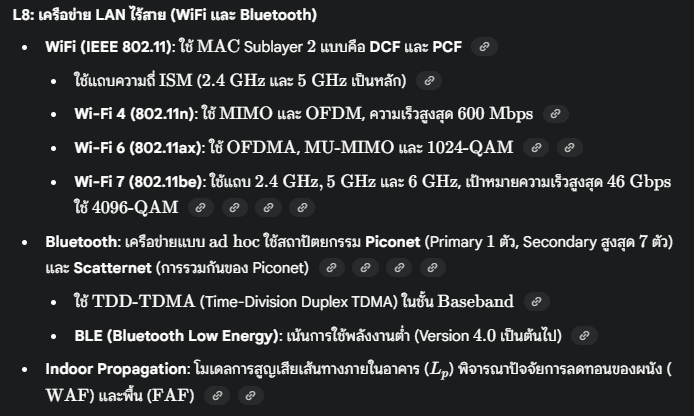 L8: เครือข่าย LAN ไร้สาย (WiFi และ Bluetooth)
• WiFi (IEEE 802.11): ใช้ MAC Sublayer 2 แบบคือ DCF และ PCF
• ใช้แถบความถี่ ISM (2.4 GHz และ 5 GHz เป็นหลัก)
• Wi-Fi 4 (802.11n): ใช้ MIMO และ OFDM, ความเร็วสูงสุด 600 Mbps
• Wi-Fi 6 (802.11ax): ใช้ OFDMA, MU-MIMO และ 1024-QAM
• Wi-Fi 7 (802.11be): ใช้แถบ 2.4 GHz, 5 GHz และ 6 GHz, เป้าหมายความเร็วสูงสุด 46 Gbps
ใช้ 4096-QAM
• Bluetooth: เครือข่ายแบบ ad hoc ใช้สถาปัตยกรรม Piconet (Primary 1 ตัว, Secondary สูงสุด 7 ตัว)
และ Scatternet (การรวมกันของ Piconet)
• ใช้ TDD-TDMA (Time-Division Duplex TDMA) ในชั้น Baseband
• BLE (Bluetooth Low Energy): เน้นการใช้พลังงานต่ำ (Version 4.0 เป็นต้นไป)
• Indoor Propagation: โมเดลการสูญเสียเส้นทางภายในอาคาร (Lp) พิจารณาปัจจัยการลดทอนของผนัง (
WAF) และพื้น (FAF)